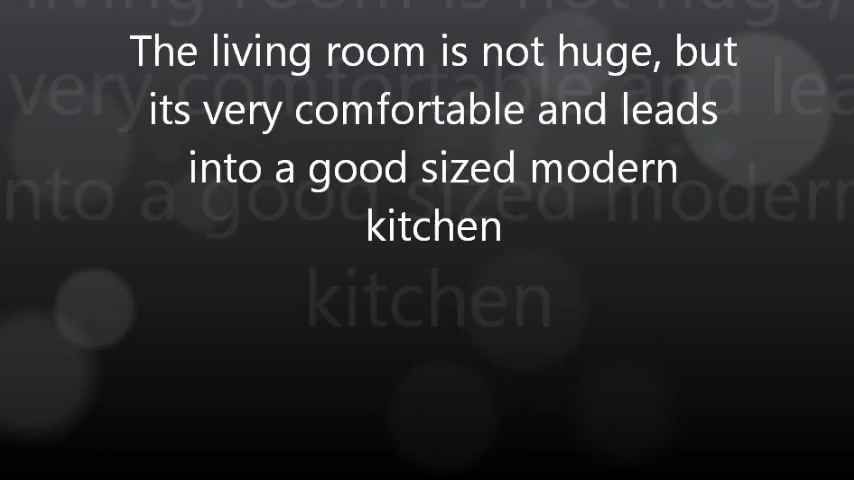 The living room is not huge, but
its very comfortable and leads
into a good sized modern
kitchen